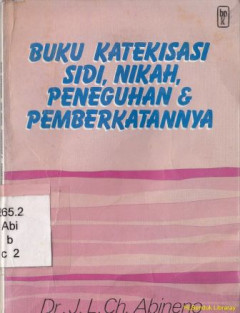 BUKU KATEKISASI
SIDI, NIKAH,
PENEGUHAN &
PEMBERKATANNYA
265.2
Abi
b
c 2
Dr. J. L. Ch. Abineno